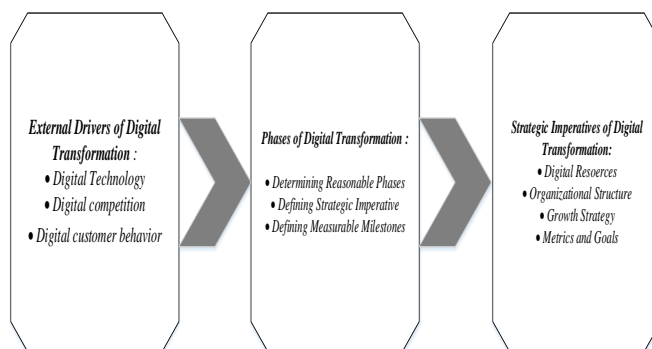 External Drivers of Digital
Transformation :
• Digital Technology
• Digital competition
• Digital customer behavior
Phases of Digital Transformation :
• Determining Reasonable Phases
• Defining Strategic Imperative
• Defining Measurable Milestones
Strategic Imperatives of Digital
Transformation:
• Digital Resoerces
• Organizational Structure
• Growth Strategy
• Metrics and Goals